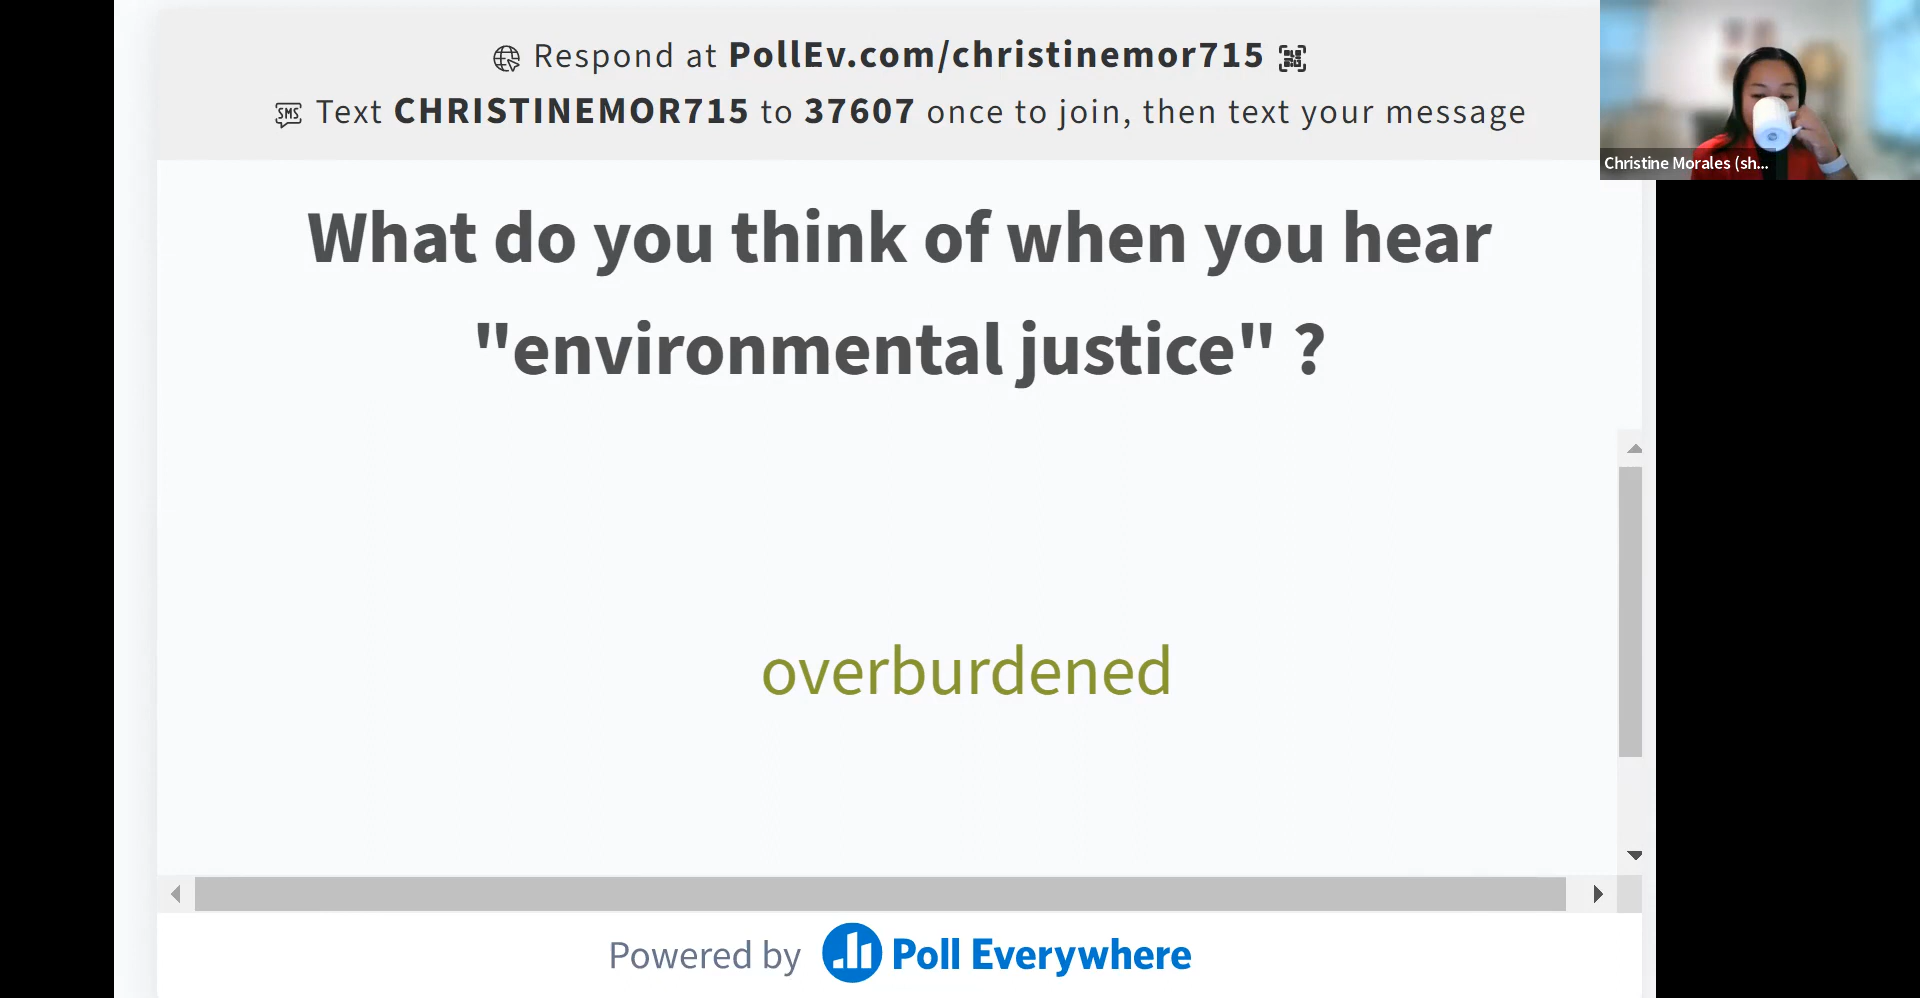 Respond at PollEv.com/christinemor715
Text CHRISTINEMOR715 to 37607 once to join, then text your message
Christine Morales (sh...
What do you think of when you hear
"environmental justice" ?
overburdened
Powered by Poll Everywhere